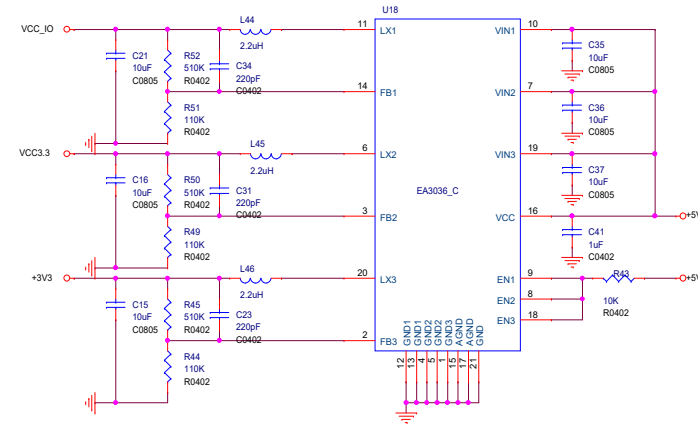 U18
VCC_IO
L44
2.2uH
11
LX1
VIN1
10
C21
10uF
C0805
R52
510K
R0402
C34
220pF
C0402
C35
10uF
C0805
14
FB1
VIN2
7
R51
110K
R0402
C36
10uF
C0805
VCC3.3
L45
2.2uH
6
LX2
VIN3
19
C16
10uF
C0805
R50
510K
R0402
C31
220pF
C0402
C37
10uF
C0805
EA3036_C
3
FB2
VCC
16
+5V
R49
110K
R0402
C41
1uF
C0402
+3V3
L46
2.2uH
20
LX3
EN1
9
R43
10K
R0402
+5V
EN2
8
EN3
18
C15
10uF
C0805
R45
510K
R0402
C23
220pF
C0402
2
FB3
R44
110K
R0402
GND1
GND1
GND2
GND2
GND3
AGND
AGND
GND
12
13
4
5
1
15
17
21